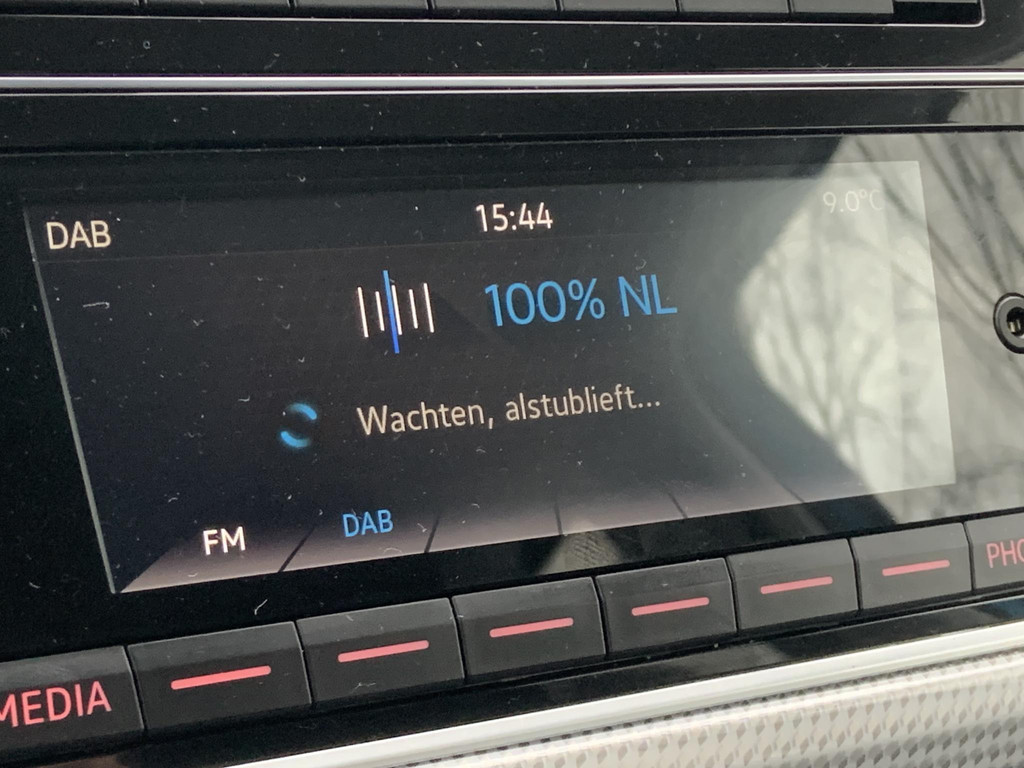 DAB
15:44
9.0°C
100% NL
Wachten, alstublieft...
FM
DAB
MEDIA
PHO